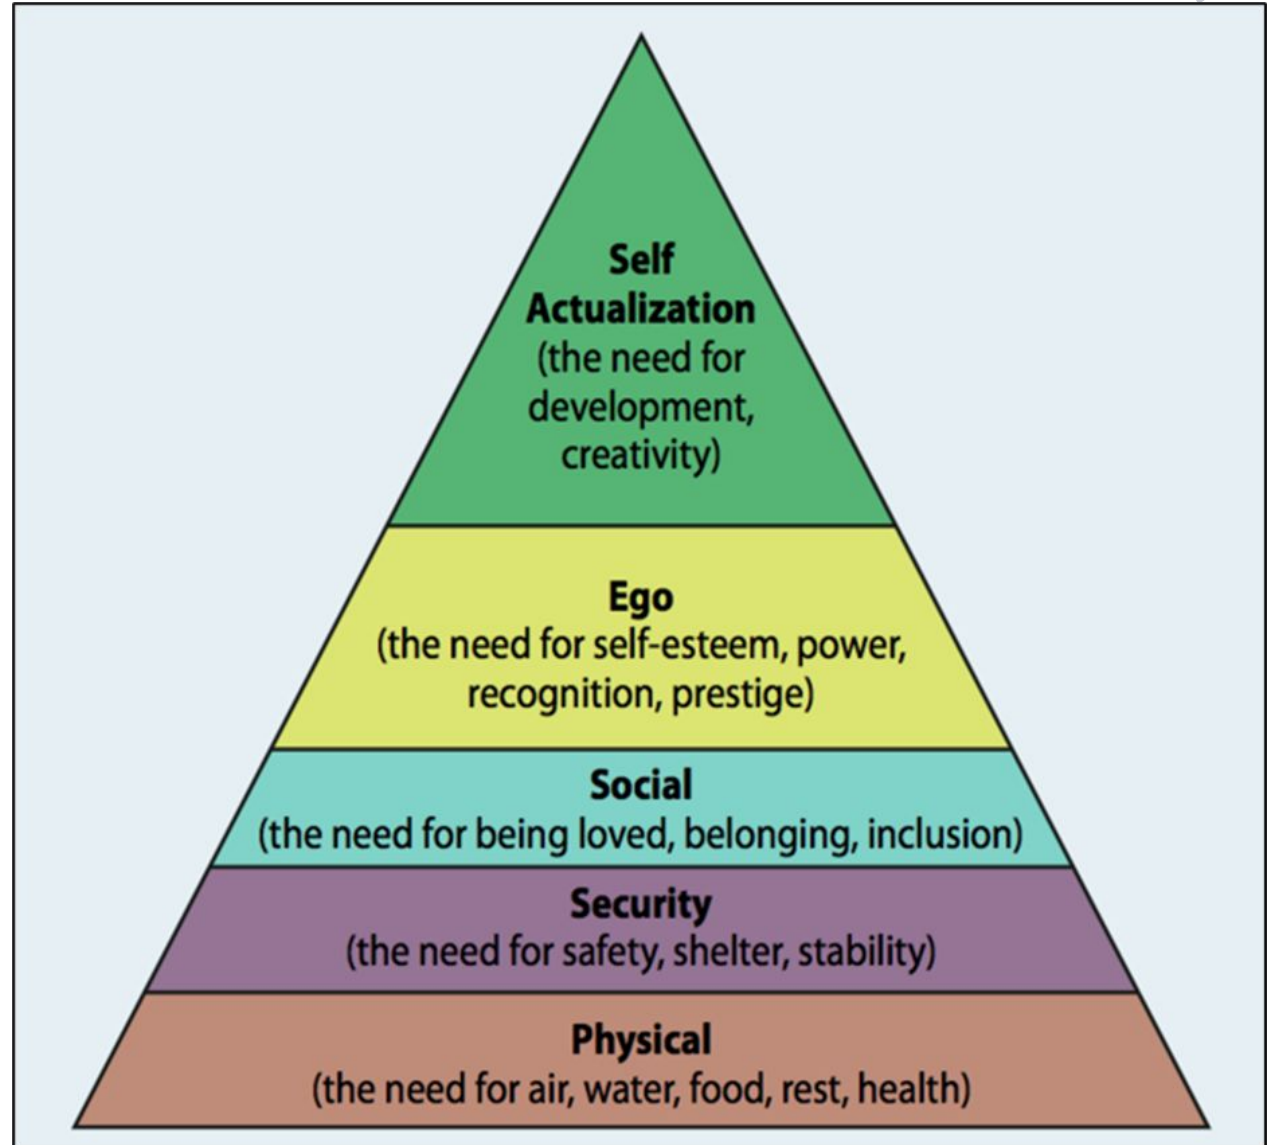 Self
Actualization
(the need for
development,
creativity)
Ego
(the need for self-esteem, power,
recognition, prestige)
Social
(the need for being loved, belonging, inclusion)
Security
(the need for safety, shelter, stability)
Physical
(the need for air, water, food, rest, health)